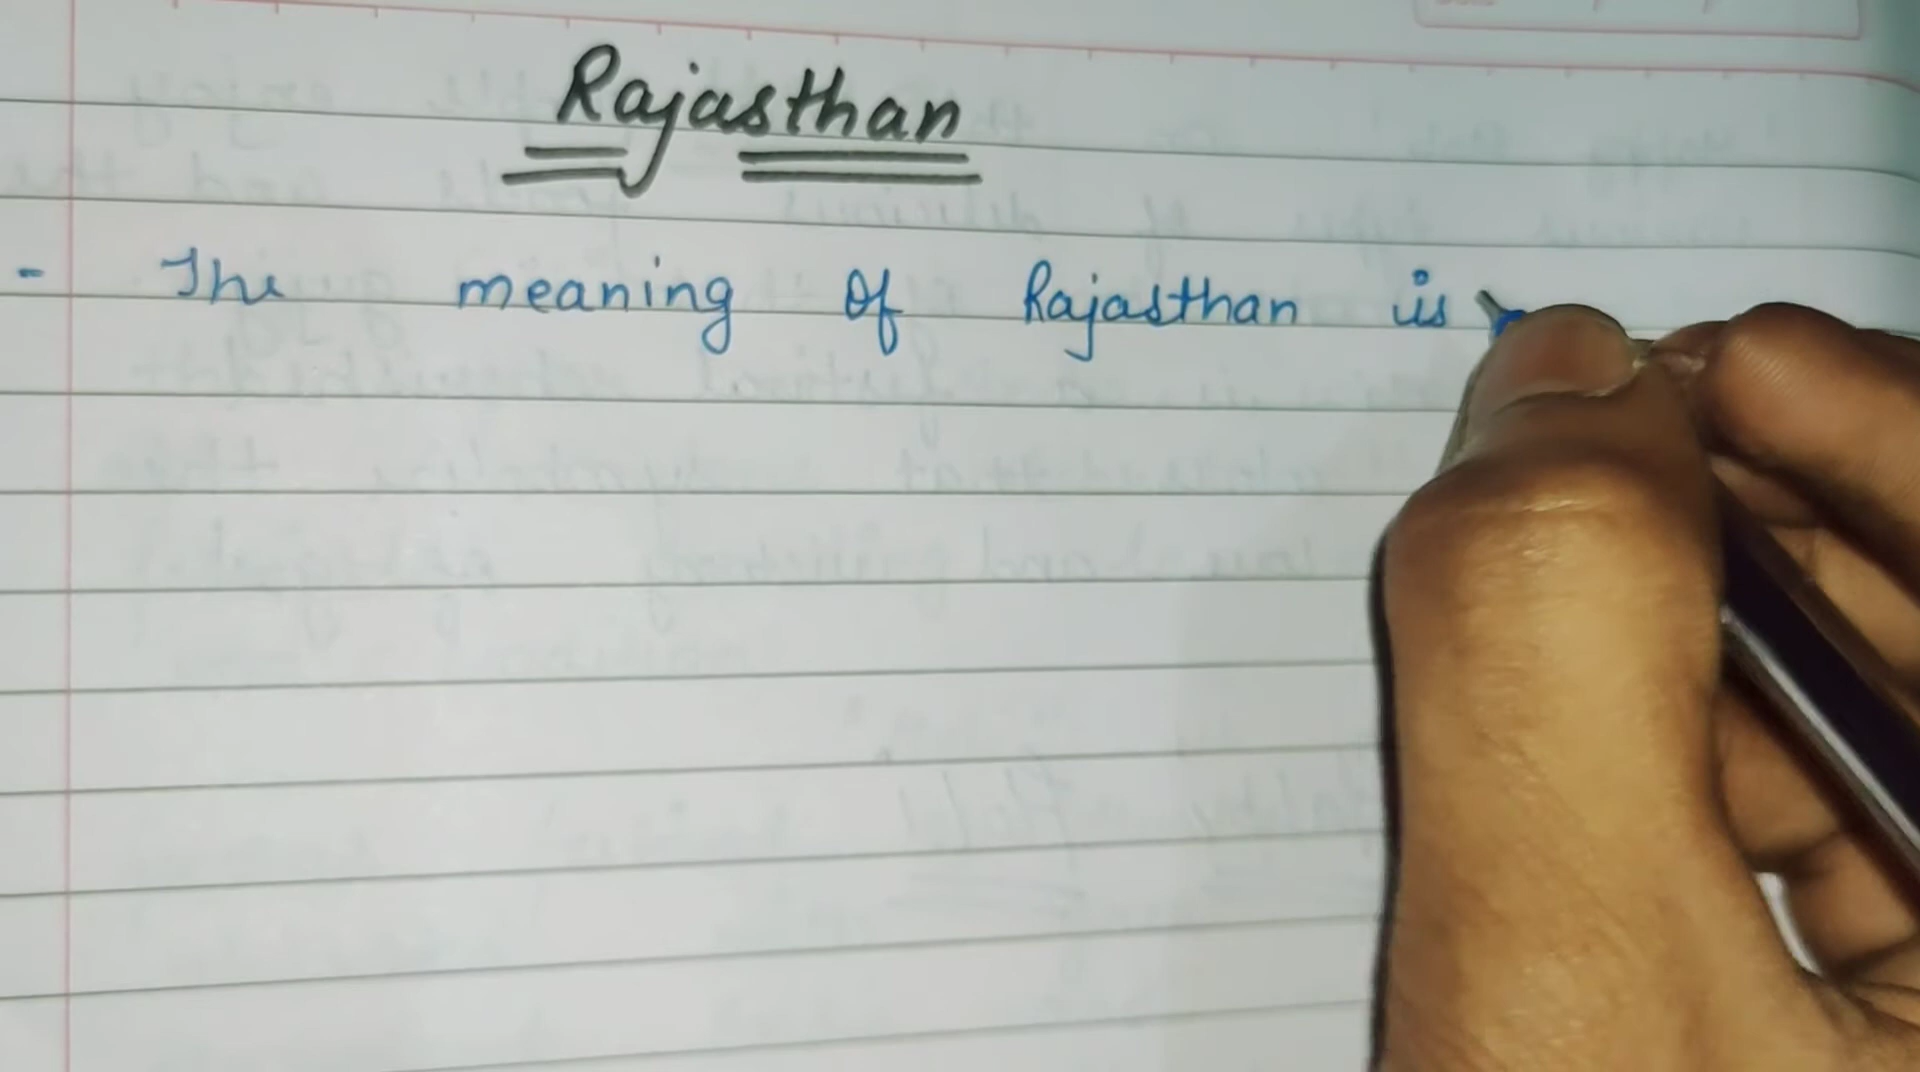 Rajasthan
- The meaning of Rajasthan is